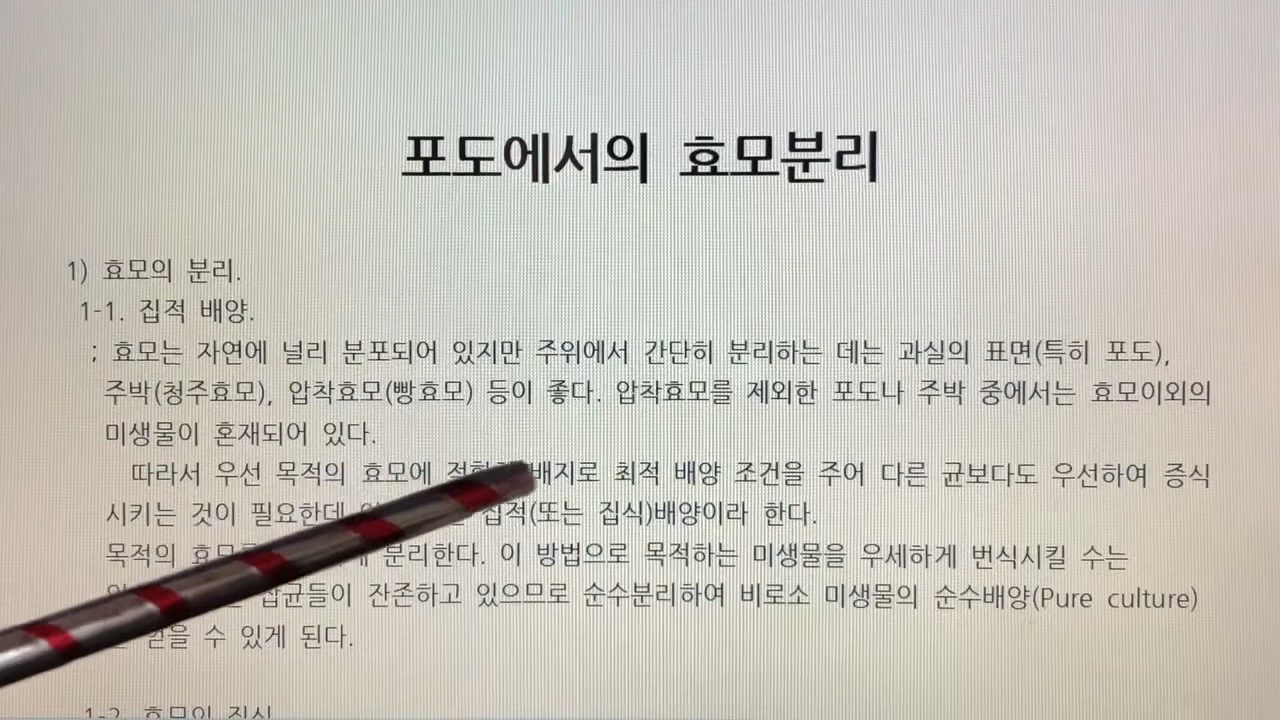 포도에서의 효모분리
1) 효모의 분리.
1-1. 집적 배양.
; 효모는 자연에 널리 분포되어 있지만 주위에서 간단히 분리하는 데는 과실의 표면(특히 포도),
주박(청주효모), 압착효모(빵효모) 등이 좋다. 압착효모를 제외한 포도나 주박 중에서는 효모이외의
미생물이 혼재되어 있다.
따라서 우선 목적의 효모에 배지로 최적 배양 조건을 주어 다른 균보다도 우선하여 증식
시키는 것이 필요한데 집적(또는 집식)배양이라 한다.
목적의 분리한다. 이 방법으로 목적하는 미생물을 우세하게 번식시킬 수는
잡균들이 잔존하고 있으므로 순수분리하여 비로소 미생물의 순수배양(Pure culture)
얻을 수 있게 된다.
1-2. 효모의 집식